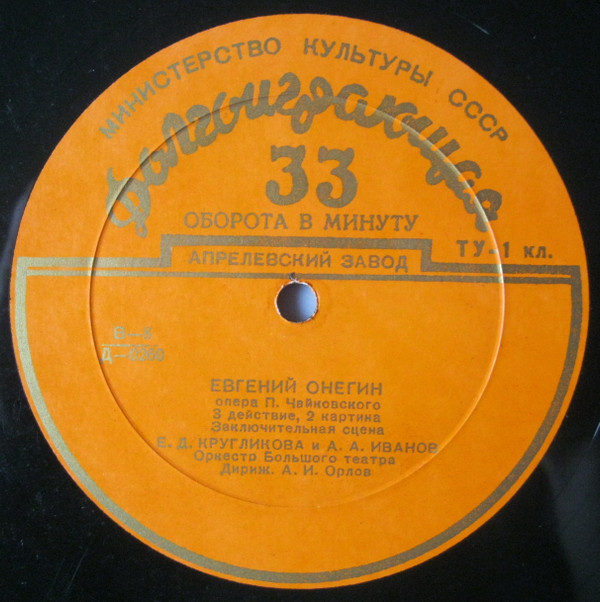 МИНИСТЕРСТВО КУЛЬТУРЫ СССР
Долгоиграющая
33
ОБОРОТА В МИНУТУ
ТУ-1 кл.
АПРЕЛЕВСКИЙ ЗАВОД
ЕВГЕНИЙ ОНЕГИН
опера П. Чайковского
3 действие, 2 картина
Заключительная сцена
Е. Д. КРУГЛИКОВА и А. А. ИВАНОВ
Оркестр Большого театра
Дириж. А. И. Орлов